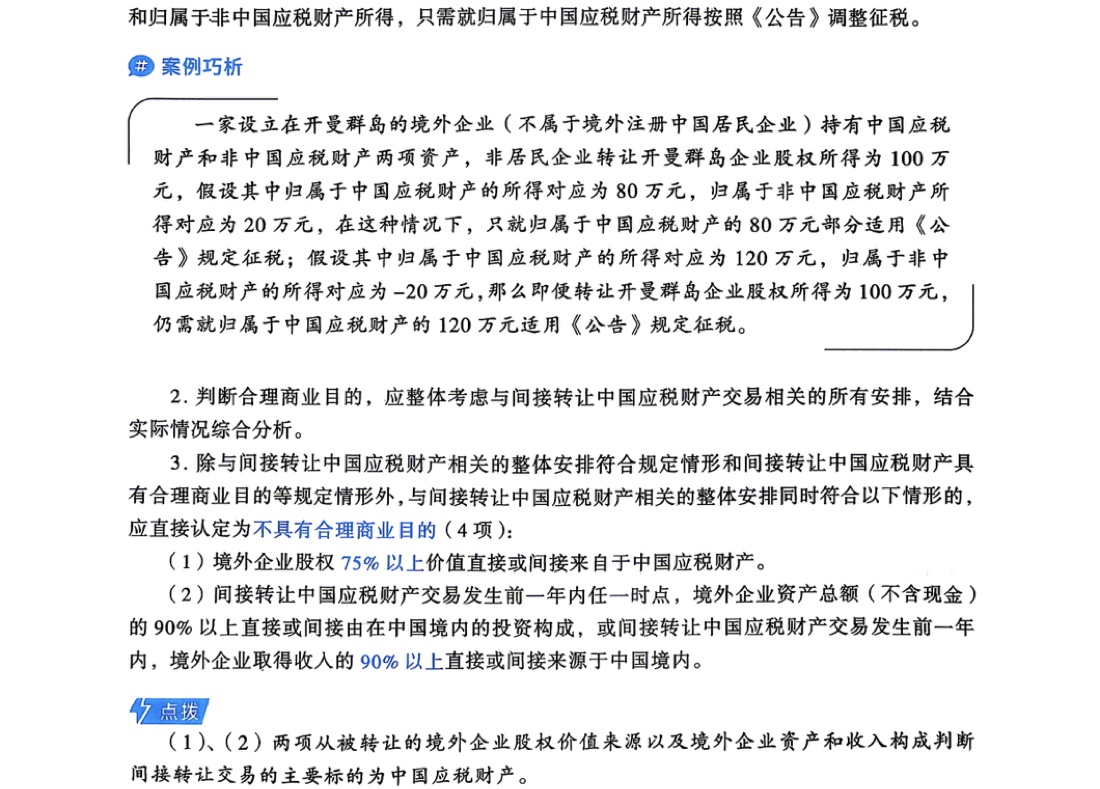 和归属于非中国应税财产所得，只需就归属于中国应税财产所得按照《公告》调整征税。
# 案例巧析
一家设立在开曼群岛的境外企业（不属于境外注册中国居民企业）持有中国应税
财产和非中国应税财产两项资产，非居民企业转让开曼群岛企业股权所得为 100 万
元，假设其中归属于中国应税财产的所得对应为 80 万元，归属于非中国应税财产所
得对应为 20 万元，在这种情况下，只就归属于中国应税财产的 80 万元部分适用《公
告》规定征税；假设其中归属于中国应税财产的所得对应为 120 万元，归属于非中
国应税财产的所得对应为 -20 万元，那么即便转让开曼群岛企业股权所得为 100 万元，
仍需就归属于中国应税财产的 120 万元适用《公告》规定征税。
2. 判断合理商业目的，应整体考虑与间接转让中国应税财产交易相关的所有安排，结合
实际情况综合分析。
3. 除与间接转让中国应税财产相关的整体安排符合规定情形和间接转让中国应税财产具
有合理商业目的等规定情形外，与间接转让中国应税财产相关的整体安排同时符合以下情形的，
应直接认定为不具有合理商业目的（4 项）：
（1）境外企业股权 75% 以上价值直接或间接来自于中国应税财产。
（2）间接转让中国应税财产交易发生前一年内任一时点，境外企业资产总额（不含现金）
的 90% 以上直接或间接由在中国境内的投资构成，或间接转让中国应税财产交易发生前一年
内，境外企业取得收入的 90% 以上直接或间接来源于中国境内。
点拨
（1）、（2）两项从被转让的境外企业股权价值来源以及境外企业资产和收入构成判断
间接转让交易的主要标的为中国应税财产。